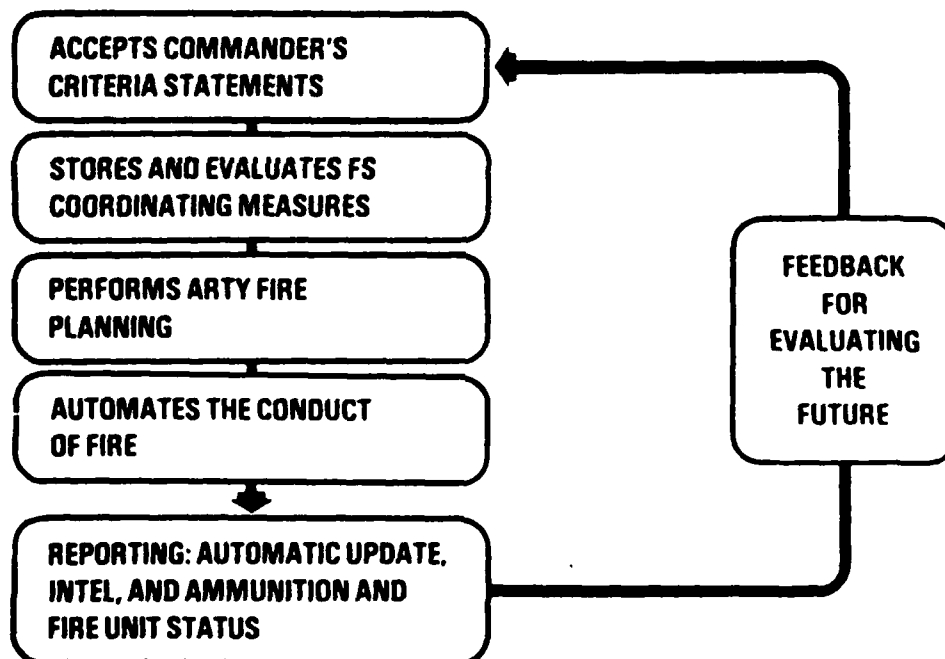 ACCEPTS COMMANDER'S
CRITERIA STATEMENTS
STORES AND EVALUATES FS
COORDINATING MEASURES
PERFORMS ARTY FIRE
PLANNING
AUTOMATES THE CONDUCT
OF FIRE
REPORTING: AUTOMATIC UPDATE,
INTEL, AND AMMUNITION AND
FIRE UNIT STATUS
FEEDBACK
FOR
EVALUATING
THE
FUTURE